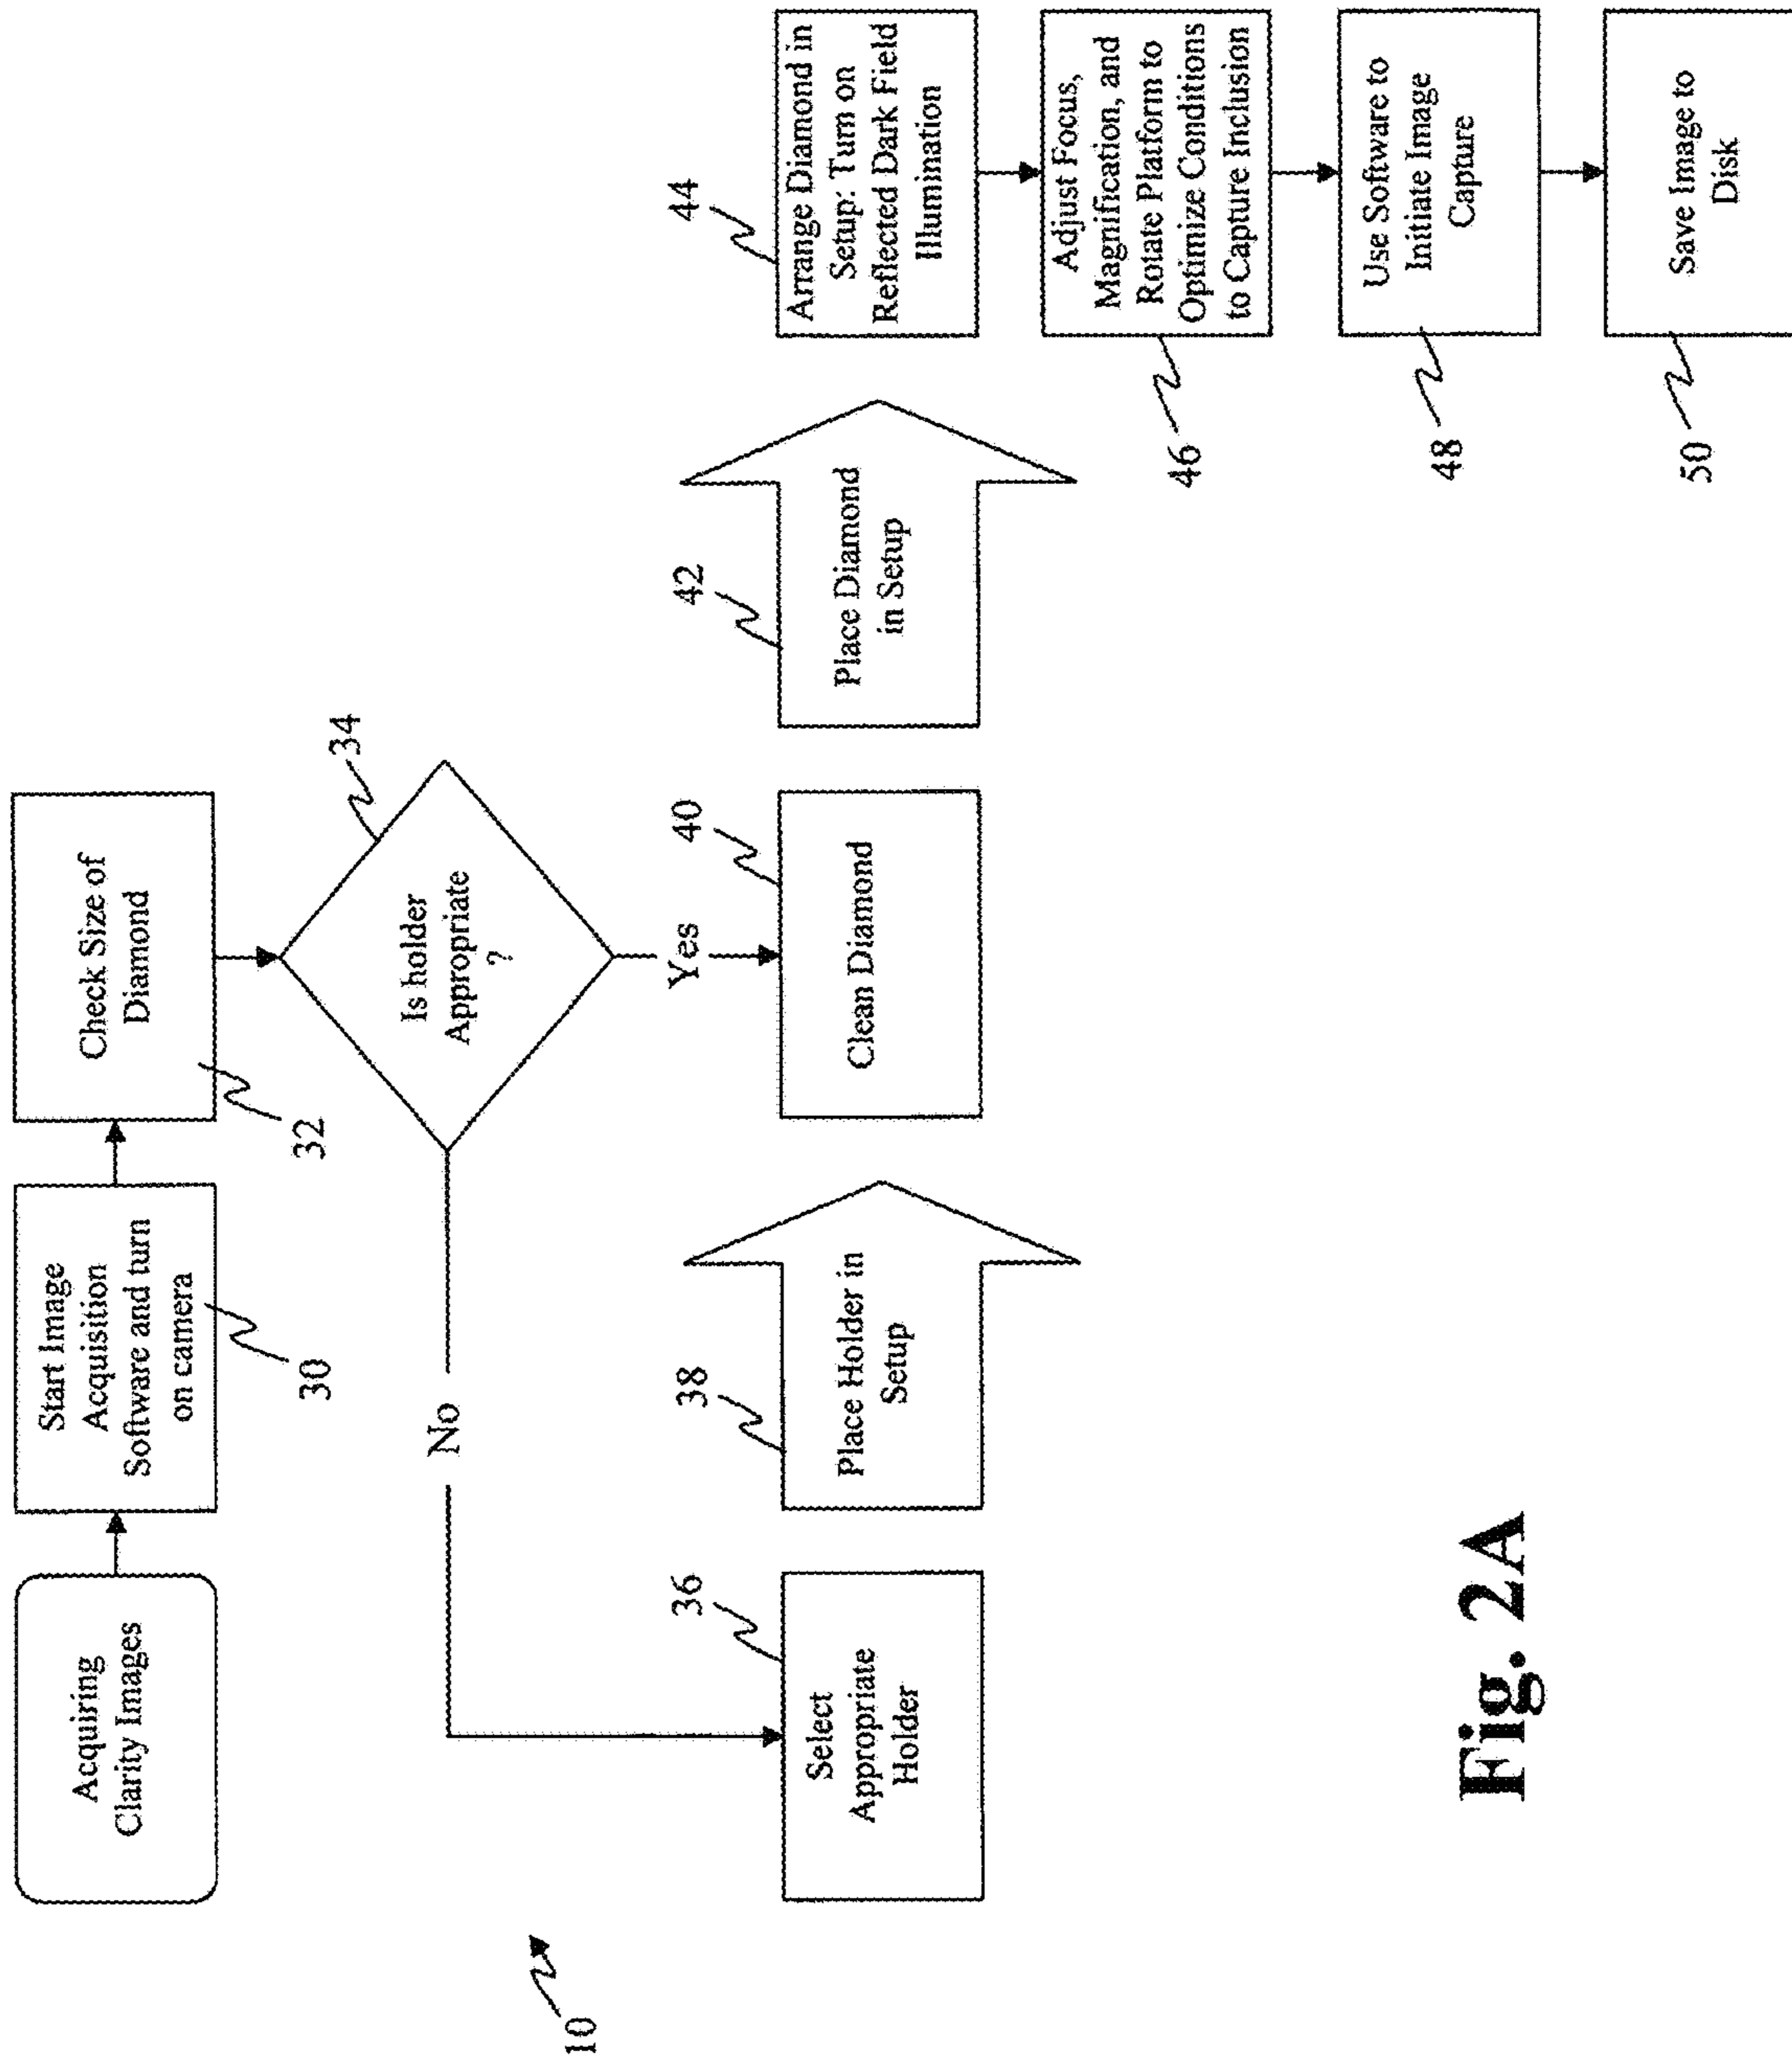 Acquiring
Clarity Images
Start Image
Acquisition
Software and turn
on camera
30
Check Size of
Diamond
32
Is holder
Appropriate
?
34
No
Yes
10
Select
Appropriate
Holder
36
Place Holder in
Setup
38
Clean Diamond
40
Place Diamond
in Setup
42
Arrange Diamond in
Setup: Turn on
Reflected Dark Field
Illumination
44
Adjust Focus,
Magnification, and
Rotate Platform to
Optimize Conditions
to Capture Inclusion
46
Use Software to
Initiate Image
Capture
48
Save Image to
Disk
50
Fig. 2A